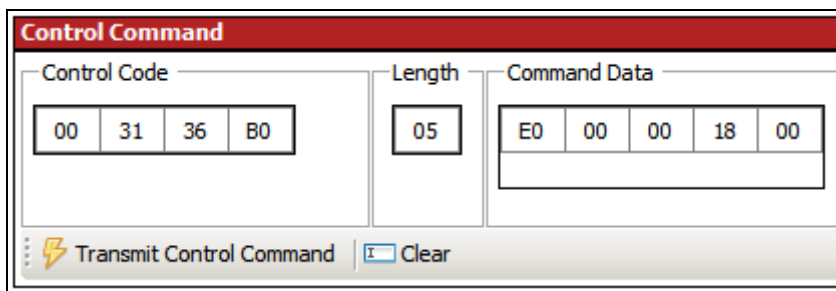 Control Command
Control Code Length Command Data
00 31 36 B0 05 E0 00 00 18 00
Transmit Control Command Clear